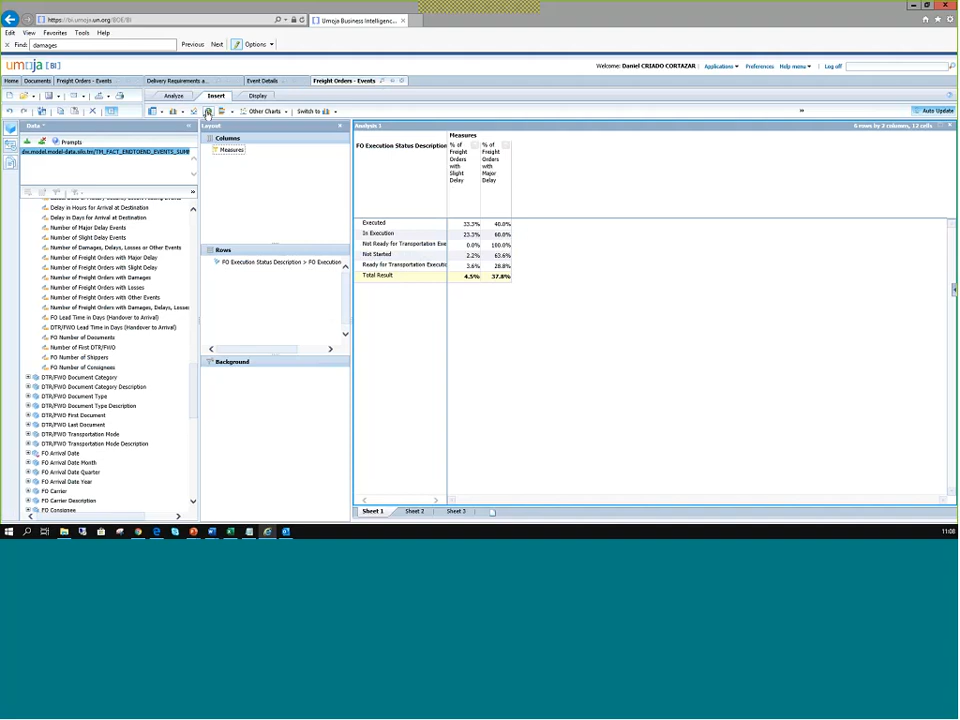 https://bi.umoja.un.org/BOE/BI
Umoja Business Intelligenc...
File Edit View Favorites Tools Help
Find: damages
Previous Next Options
umoja [BI]
Welcome: Daniel CRIADO CORTAZAR Applications Preferences Help menu Log off
Home Documents Freight Orders - Events Delivery Requirements a... Event Details Freight Orders - Events
Analyze Insert Display
Other Charts Switch to Auto Update
Data
Prompts
Delay in Hours for Arrival at Destination
Delay in Days for Arrival at Destination
Number of Major Delay Events
Number of Slight Delay Events
Number of Damages, Delays, Losses or Other Events
Number of Freight Orders with Major Delay
Number of Freight Orders with Slight Delay
Number of Freight Orders with Damages
Number of Freight Orders with Losses
Number of Freight Orders with Other Events
Number of Freight Orders with Damages, Delays, Losses
FO Lead Time in Days (Handover to Arrival)
DTR/FWO Lead Time in Days (Handover to Arrival)
FO Number of Documents
Number of First DTR/FWO
FO Number of Shippers
FO Number of Consignees
DTR/FWO Document Category
DTR/FWO Document Category Description
DTR/FWO Document Type
DTR/FWO Document Type Description
DTR/FWO First Document
DTR/FWO Last Document
DTR/FWO Transportation Mode
DTR/FWO Transportation Mode Description
FO Arrival Date
FO Arrival Date Month
FO Arrival Date Quarter
FO Arrival Date Year
FO Carrier
FO Carrier Description
FO Consignee
Layout
Columns
Measures
Rows
FO Execution Status Description > FO Execution
Background
Analysis 1 6 rows by 2 columns, 12 cells
Measures
FO Execution Status Description % of Freight Orders with Slight Delay % of Freight Orders with Major Delay
Executed 33.3% 40.0%
In Execution 23.3% 60.0%
Not Ready for Transportation Exe 0.0% 100.0%
Not Started 2.2% 63.6%
Ready for Transportation Executio 3.6% 28.8%
Total Result 4.5% 37.8%
Sheet 1 Sheet 2 Sheet 3
11:08